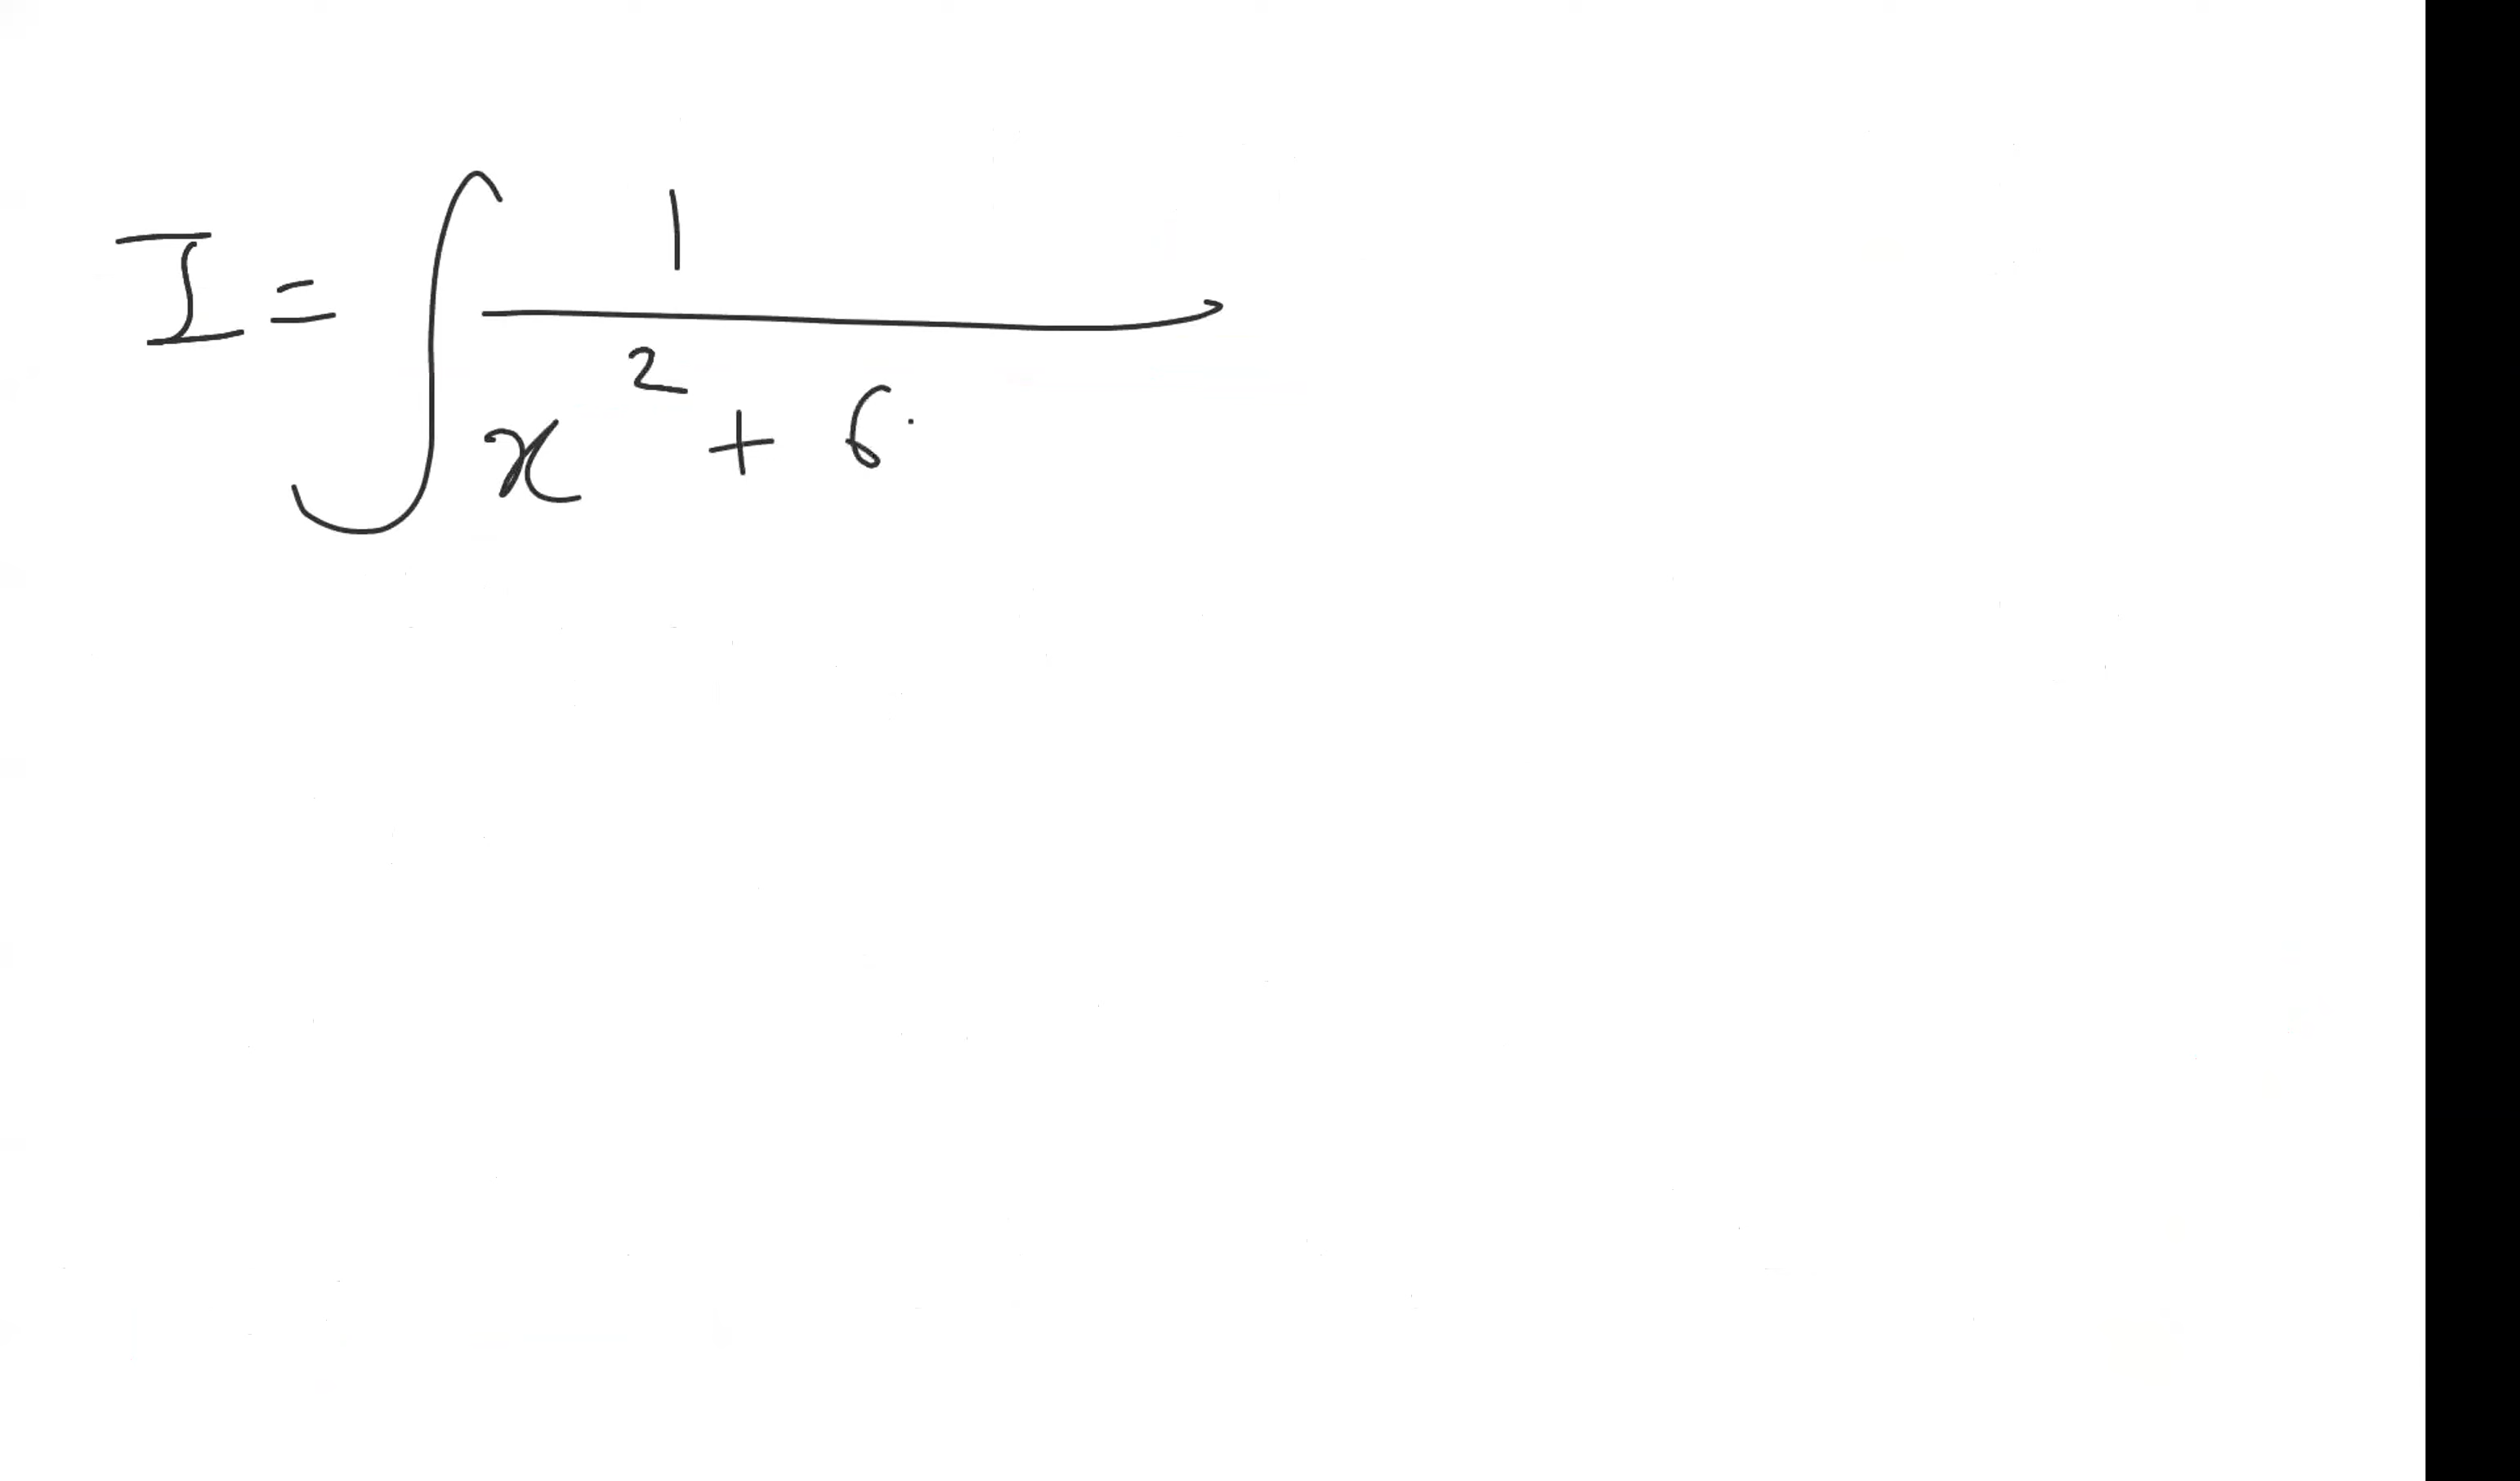 I = ∫ 1/(x² + 6